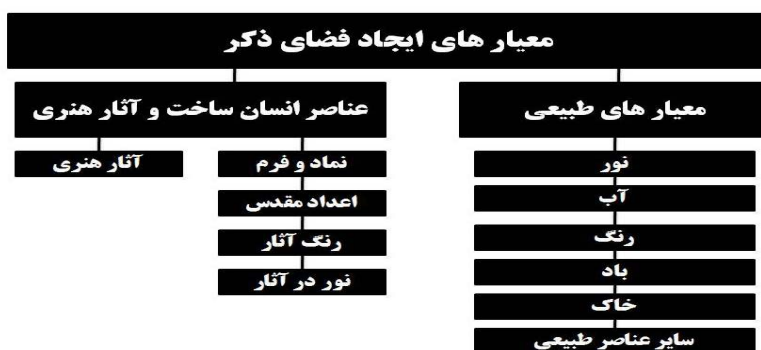 معیار های ایجاد فضای ذکر
معیار های طبیعی
نور
آب
رنگ
باد
خاک
سایر عناصر طبیعی
عناصر انسان ساخت و آثار هنری
نماد و فرم
اعداد مقدس
رنگ آثار
نور در آثار
آثار هنری